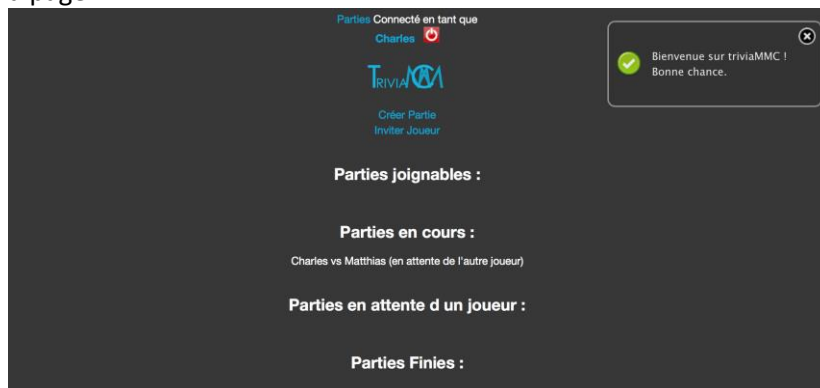 Parties Connecté en tant que
Charles
Bienvenue sur triviaMMC !
Bonne chance.
TRIVIA
Créer Partie
Inviter Joueur
Parties joignables :
Parties en cours :
Charles vs Matthias (en attente de l'autre joueur)
Parties en attente d un joueur :
Parties Finies :